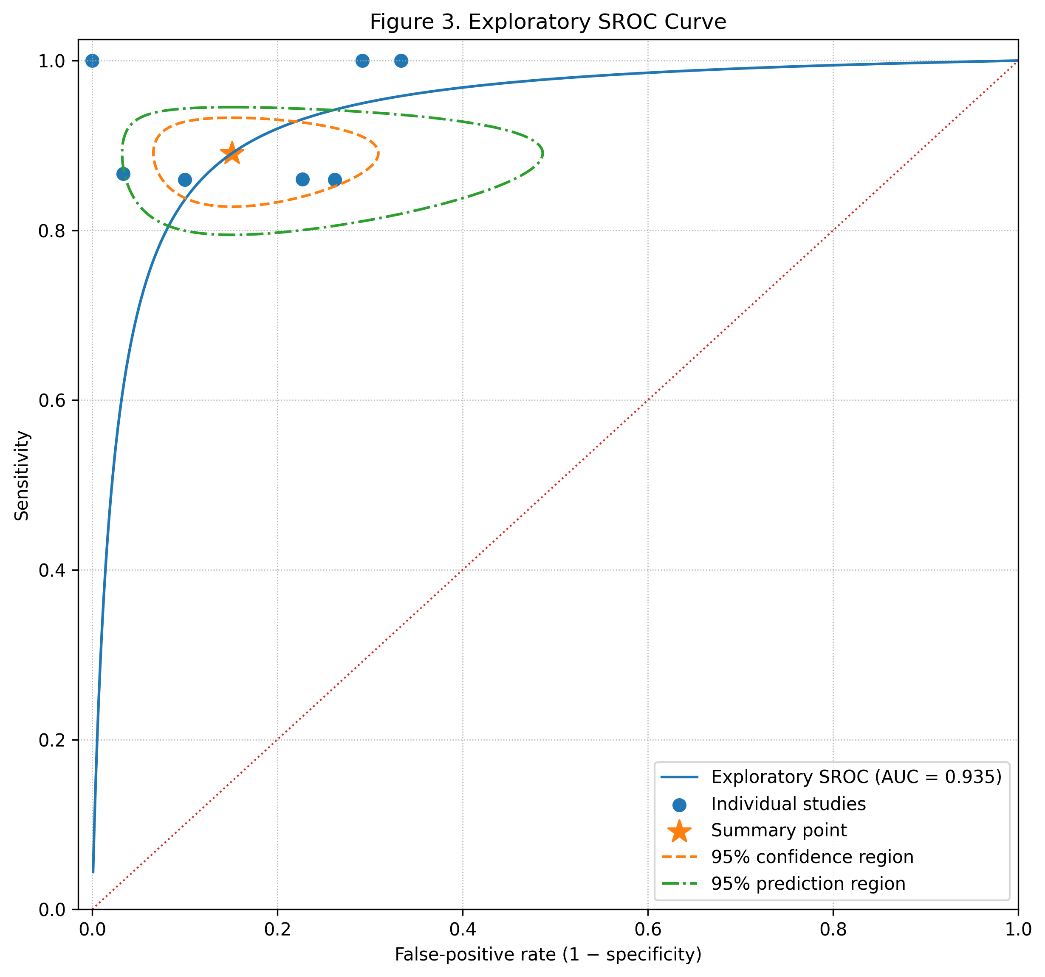 Figure 3. Exploratory SROC Curve
1.0
0.8
0.6
0.4
0.2
0.0
Sensitivity
0.0 0.2 0.4 0.6 0.8 1.0
False-positive rate (1 − specificity)
Exploratory SROC (AUC = 0.935)
Individual studies
Summary point
95% confidence region
95% prediction region